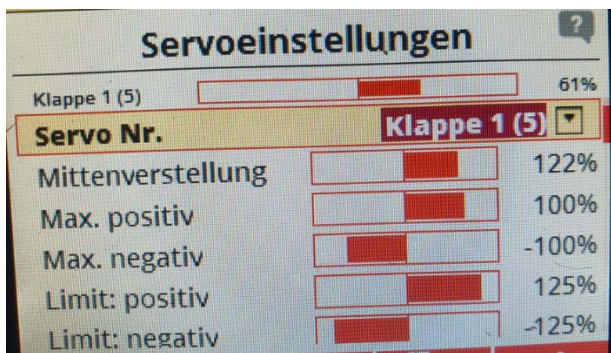 Servoeinstellungen
?
Klappe 1 (5) 61%
Servo Nr. Klappe 1 (5)
Mittenverstellung 122%
Max. positiv 100%
Max. negativ -100%
Limit: positiv 125%
Limit: negativ -125%